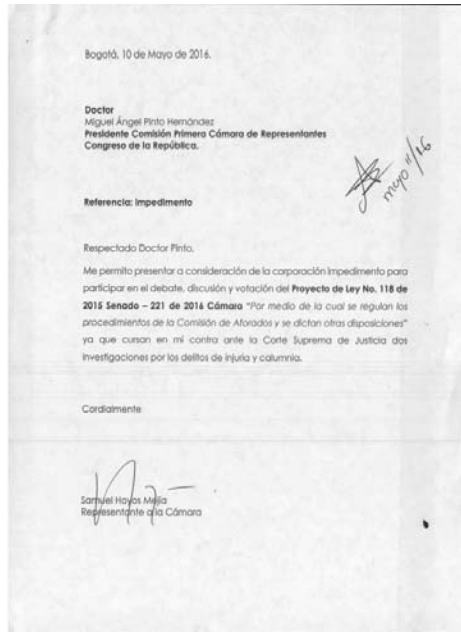 Bogotá, 10 de Mayo de 2016.
Doctor
Miguel Ángel Pinto Hernández
Presidente Comisión Primera Cámara de Representantes
Congreso de la República.
mayo 11/16
Referencia: Impedimento
Respectado Doctor Pinto,
Me permito presentar a consideración de la corporación impedimento para
participar en el debate, discusión y votación del Proyecto de Ley No. 118 de
2015 Senado – 221 de 2016 Cámara "Por medio de la cual se regulan los
procedimientos de la Comisión de Aforados y se dictan otras disposiciones"
ya que cursan en mi contra ante la Corte Suprema de Justicia dos
investigaciones por los delitos de injuria y calumnia.
Cordialmente
Samuel Hoyos Mejía
Representante a la Cámara